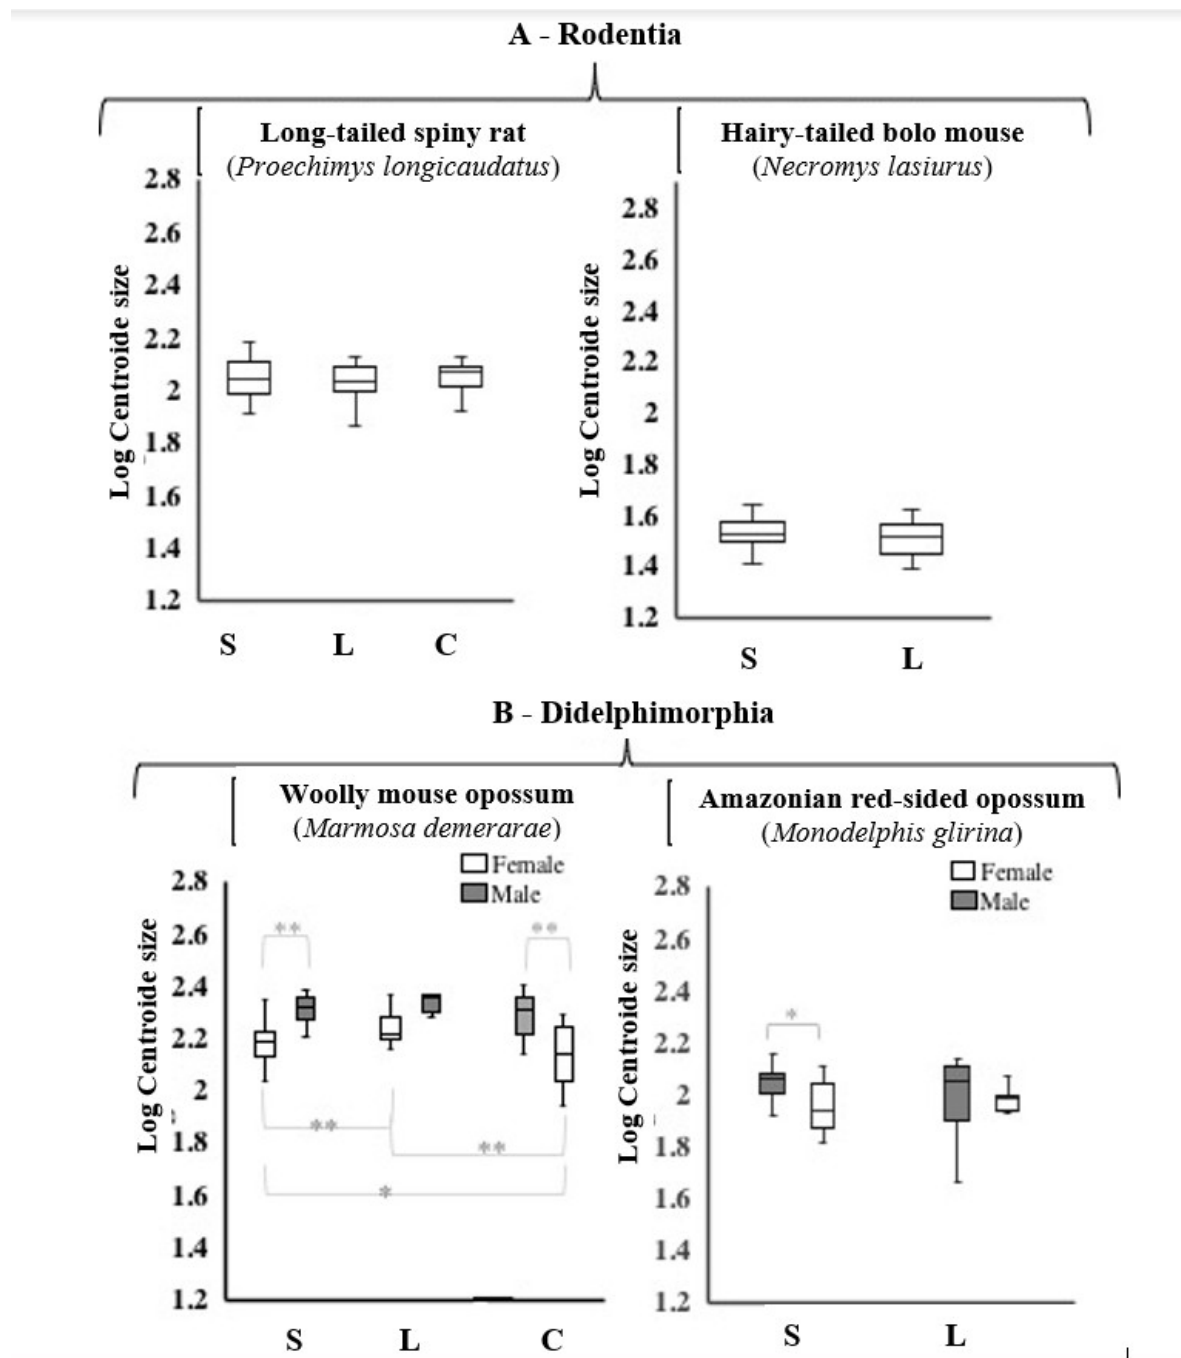 A - Rodentia
Long-tailed spiny rat
(Proechimys longicaudatus)
Log Centroide size
2.8
2.6
2.4
2.2
2
1.8
1.6
1.4
1.2
S L C
Hairy-tailed bolo mouse
(Necromys lasiurus)
Log Centroide size
2.8
2.6
2.4
2.2
2
1.8
1.6
1.4
1.2
S L
B - Didelphimorphia
Woolly mouse opossum
(Marmosa demerarae)
Female
Male
Log Centroide size
2.8
2.6
2.4
2.2
2
1.8
1.6
1.4
1.2
** **
**
**
*
S L C
Amazonian red-sided opossum
(Monodelphis glirina)
Female
Male
Log Centroide size
2.8
2.6
2.4
2.2
2
1.8
1.6
1.4
1.2
*
S L